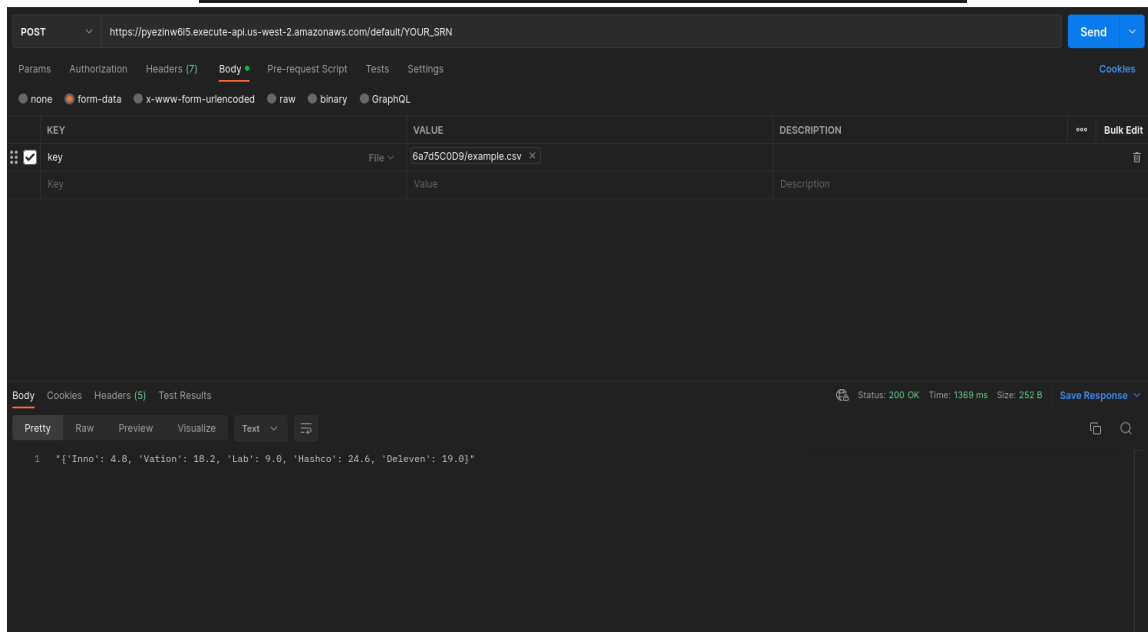 POST https://pyezinw6i5.execute-api.us-west-2.amazonaws.com/default/YOUR_SRN Send
Params Authorization Headers (7) Body Pre-request Script Tests Settings Cookies
none form-data x-www-form-urlencoded raw binary GraphQL
KEY VALUE DESCRIPTION ooo Bulk Edit
key File 6a7d5C0D9/example.csv ×
Key Value Description
Body Cookies Headers (5) Test Results Status: 200 OK Time: 1369 ms Size: 252 B Save Response
Pretty Raw Preview Visualize Text
1 "{'Inno': 4.8, 'Vation': 18.2, 'Lab': 9.0, 'Hashco': 24.6, 'Deleven': 19.0}"